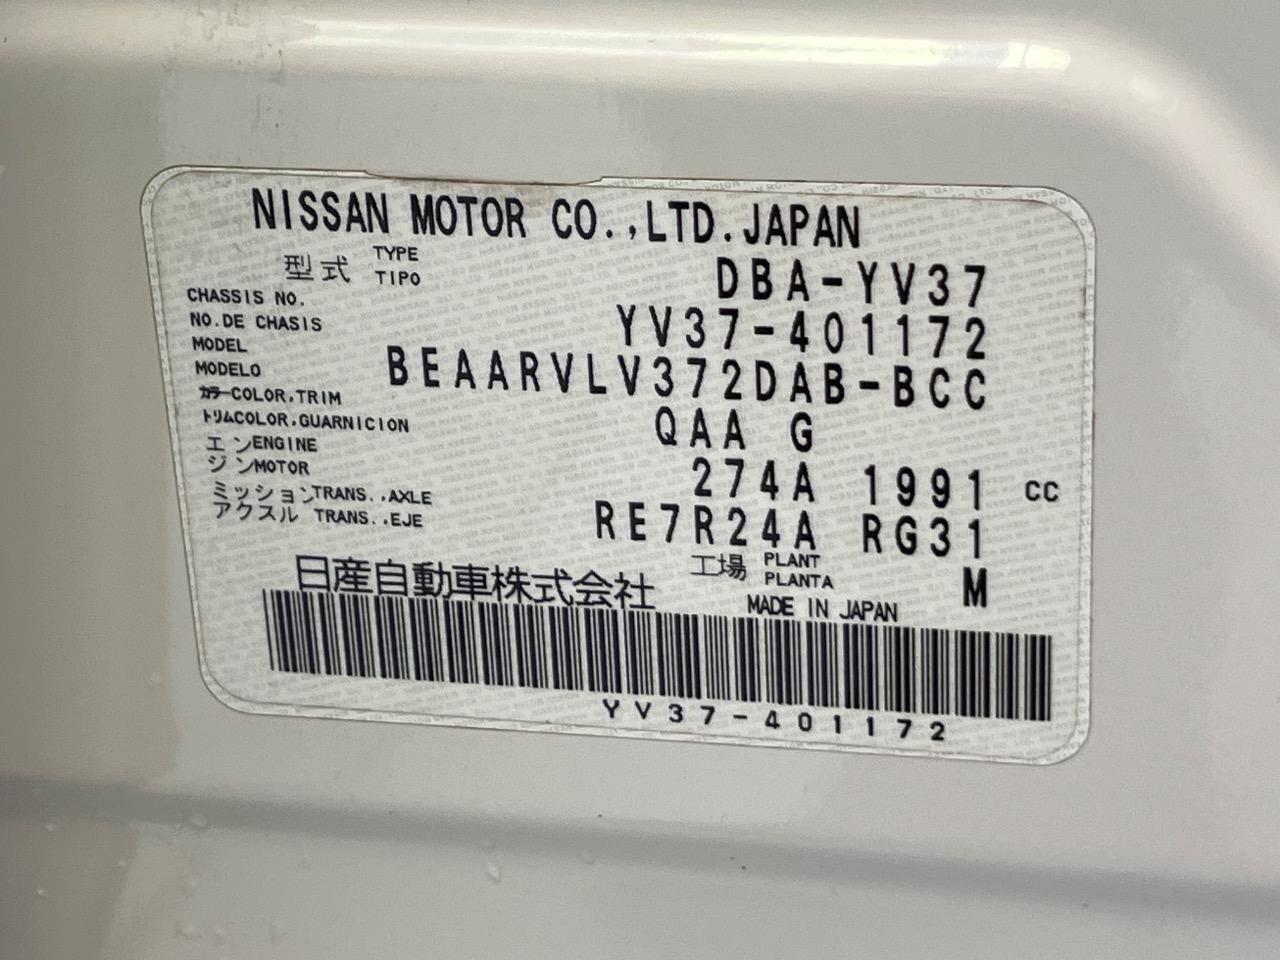 NISSAN MOTOR CO.,LTD.JAPAN
型式 TYPE TIPO DBA-YV37
CHASSIS NO.
NO.DE CHASIS YV37-401172
MODEL
MODELO BEAARVLV372DAB-BCC
カラーCOLOR,TRIM
トリムCOLOR,GUARNICION QAA G
エンENGINE
ジンMOTOR 274A 1991 cc
ミッションTRANS..AXLE
アクスル TRANS..EJE RE7R24A RG31
工場 PLANT PLANTA M
日産自動車株式会社 MADE IN JAPAN
YV37-401172